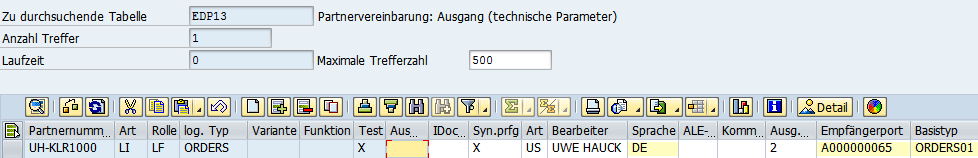 Zu durchsuchende Tabelle EDP13 Partnervereinbarung: Ausgang (technische Parameter)
Anzahl Treffer 1
Laufzeit 0 Maximale Trefferzahl 500
Detail
Partnernumm... Art Rolle log. Typ Variante Funktion Test Aus... IDoc... Syn.prfg Art Bearbeiter Sprache ALE-... Komm... Ausg. ... Empfängerport Basistyp
UH-KLR1000 LI LF ORDERS X X US UWE HAUCK DE 2 A000000065 ORDERS01